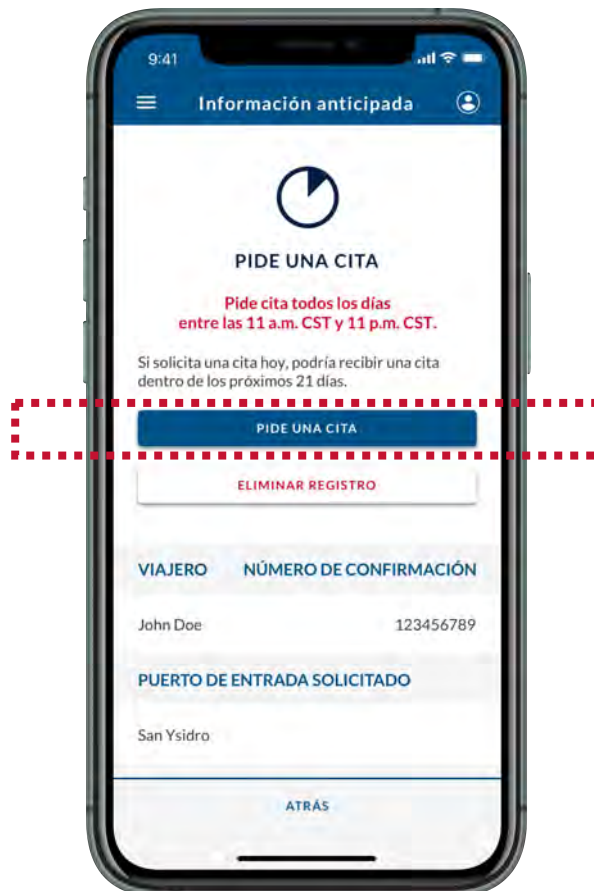 9:41
Información anticipada
PIDE UNA CITA
Pide cita todos los días
entre las 11 a.m. CST y 11 p.m. CST.
Si solicita una cita hoy, podría recibir una cita
dentro de los próximos 21 días.
PIDE UNA CITA
ELIMINAR REGISTRO
VIAJERO NÚMERO DE CONFIRMACIÓN
John Doe 123456789
PUERTO DE ENTRADA SOLICITADO
San Ysidro
ATRÁS